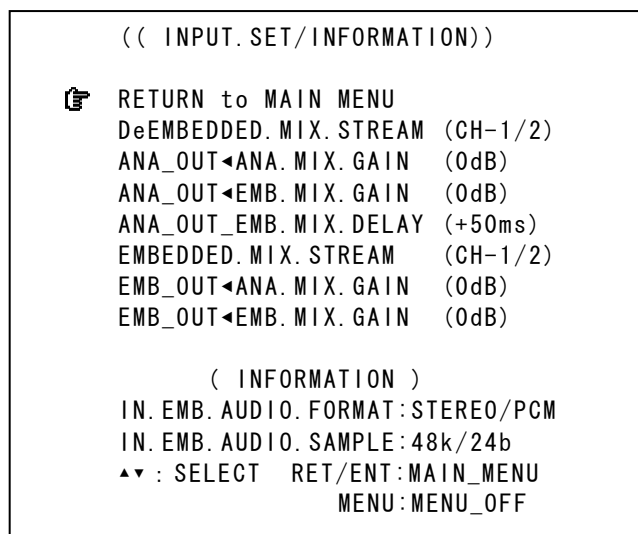 (( INPUT.SET/INFORMATION))
☞ RETURN to MAIN MENU
DeEMBEDDED.MIX.STREAM (CH-1/2)
ANA_OUT◂ANA.MIX.GAIN (0dB)
ANA_OUT◂EMB.MIX.GAIN (0dB)
ANA_OUT_EMB.MIX.DELAY (+50ms)
EMBEDDED.MIX.STREAM (CH-1/2)
EMB_OUT◂ANA.MIX.GAIN (0dB)
EMB_OUT◂EMB.MIX.GAIN (0dB)
( INFORMATION )
IN.EMB.AUDIO.FORMAT:STEREO/PCM
IN.EMB.AUDIO.SAMPLE:48k/24b
▴▾:SELECT RET/ENT:MAIN_MENU
MENU:MENU_OFF